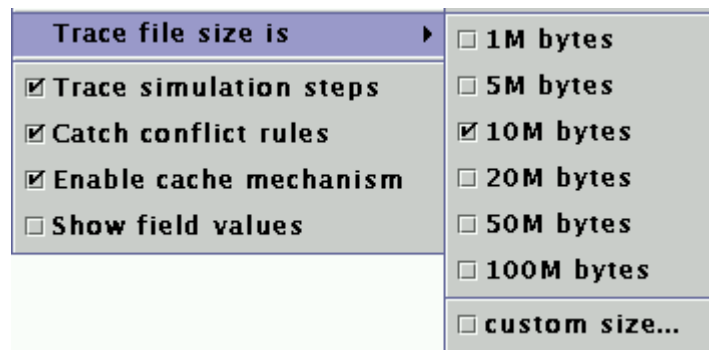 Trace file size is
Trace simulation steps
Catch conflict rules
Enable cache mechanism
Show field values
1M bytes
5M bytes
10M bytes
20M bytes
50M bytes
100M bytes
custom size...